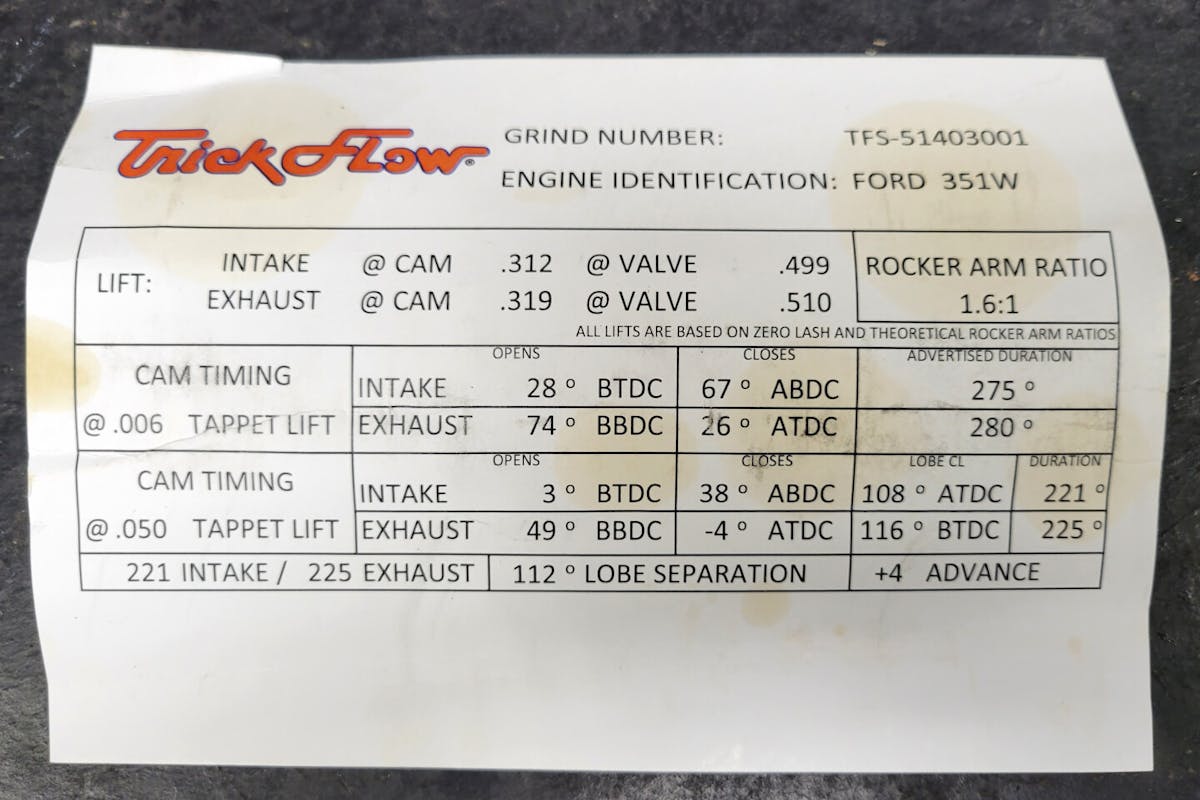 Trick Flow®
GRIND NUMBER: TFS-51403001
ENGINE IDENTIFICATION: FORD 351W
LIFT:
INTAKE @ CAM .312 @ VALVE .499
EXHAUST @ CAM .319 @ VALVE .510
ROCKER ARM RATIO
1.6:1
ALL LIFTS ARE BASED ON ZERO LASH AND THEORETICAL ROCKER ARM RATIOS
CAM TIMING
@ .006 TAPPET LIFT
OPENS CLOSES ADVERTISED DURATION
INTAKE 28 º BTDC 67 º ABDC 275 º
EXHAUST 74 º BBDC 26 º ATDC 280 º
CAM TIMING
@ .050 TAPPET LIFT
OPENS CLOSES LOBE CL DURATION
INTAKE 3 º BTDC 38 º ABDC 108 º ATDC 221 º
EXHAUST 49 º BBDC -4 º ATDC 116 º BTDC 225 º
221 INTAKE / 225 EXHAUST 112 º LOBE SEPARATION +4 ADVANCE